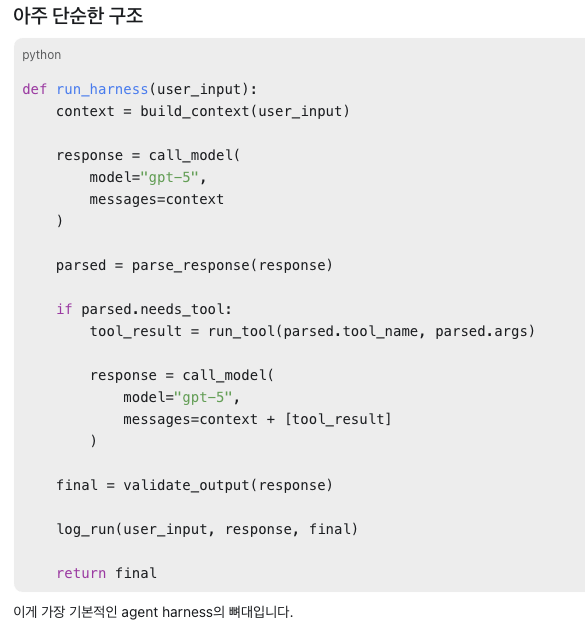 아주 단순한 구조
python
def run_harness(user_input):
    context = build_context(user_input)

    response = call_model(
        model="gpt-5",
        messages=context
    )

    parsed = parse_response(response)

    if parsed.needs_tool:
        tool_result = run_tool(parsed.tool_name, parsed.args)

        response = call_model(
            model="gpt-5",
            messages=context + [tool_result]
        )

    final = validate_output(response)

    log_run(user_input, response, final)

    return final
이게 가장 기본적인 agent harness의 뼈대입니다.